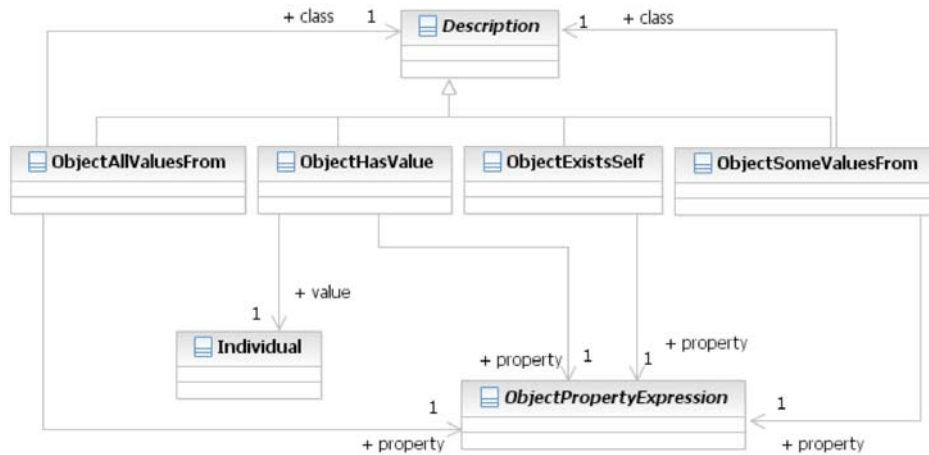 + class 1 Description 1 + class
ObjectAllValuesFrom ObjectHasValue ObjectExistsSelf ObjectSomeValuesFrom
+ value
1
Individual
+ property 1 1 + property
ObjectPropertyExpression
1 1
+ property + property